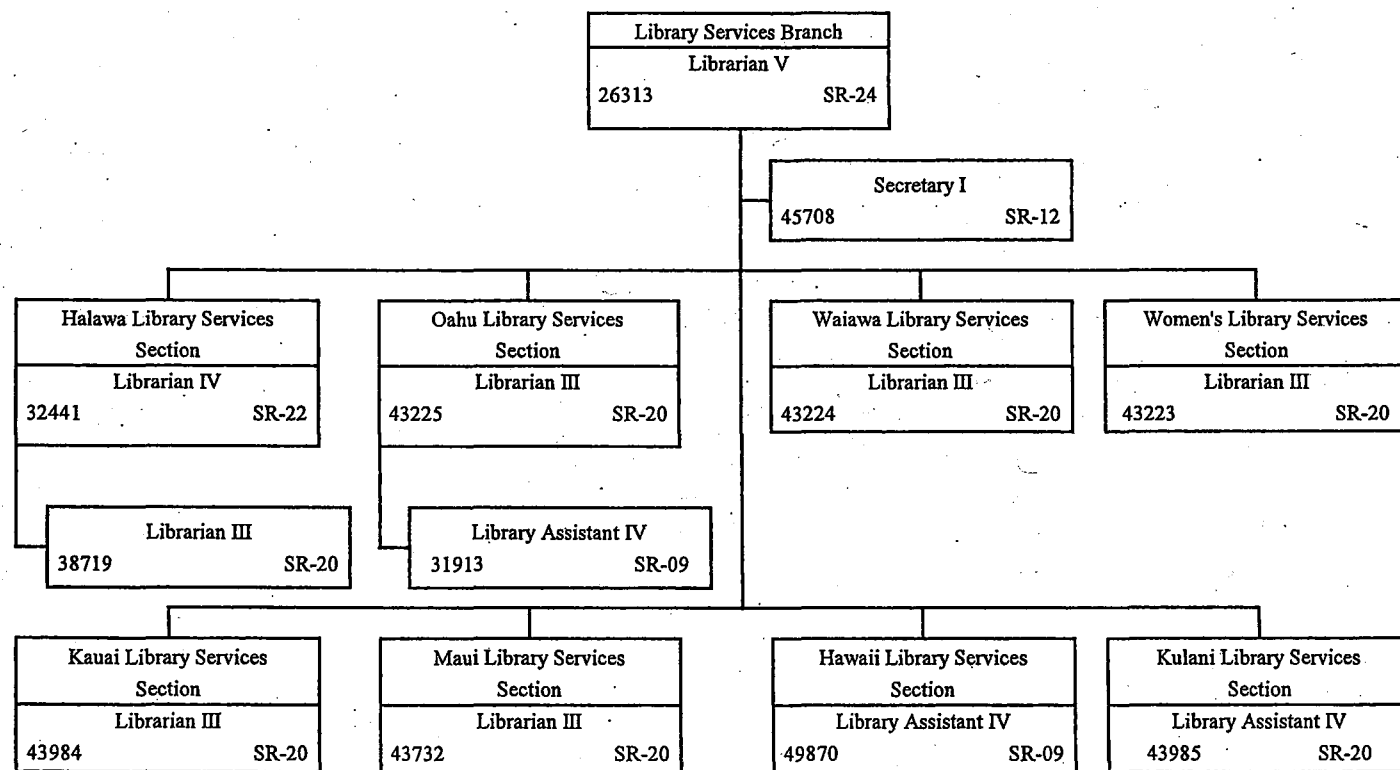 Library Services Branch
Librarian V
26313 SR-24
Secretary I
45708 SR-12
Halawa Library Services
Section
Librarian IV
32441 SR-22
Oahu Library Services
Section
Librarian III
43225 SR-20
Waiawa Library Services
Section
Librarian III
43224 SR-20
Women's Library Services
Section
Librarian III
43223 SR-20
Librarian III
38719 SR-20
Library Assistant IV
31913 SR-09
Kauai Library Services
Section
Librarian III
43984 SR-20
Maui Library Services
Section
Librarian III
43732 SR-20
Hawaii Library Services
Section
Library Assistant IV
49870 SR-09
Kulani Library Services
Section
Library Assistant IV
43985 SR-20